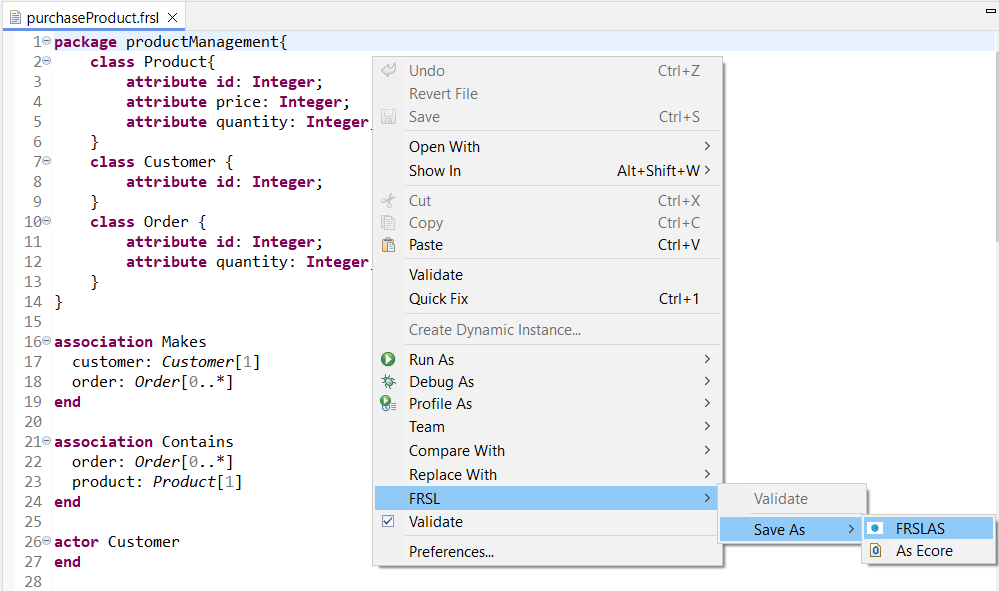 purchaseProduct.frsl
1 package productManagement{
2 class Product{
3 attribute id: Integer;
4 attribute price: Integer;
5 attribute quantity: Integer
6 }
7 class Customer {
8 attribute id: Integer;
9 }
10 class Order {
11 attribute id: Integer;
12 attribute quantity: Integer
13 }
14 }
15
16 association Makes
17 customer: Customer[1]
18 order: Order[0..*]
19 end
20
21 association Contains
22 order: Order[0..*]
23 product: Product[1]
24 end
25
26 actor Customer
27 end
28
Undo Ctrl+Z
Revert File
Save Ctrl+S
Open With
Show In Alt+Shift+W
Cut Ctrl+X
Copy Ctrl+C
Paste Ctrl+V
Validate
Quick Fix Ctrl+1
Create Dynamic Instance...
Run As
Debug As
Profile As
Team
Compare With
Replace With
FRSL
Validate
Preferences...
Validate
Save As
FRSLAS
As Ecore